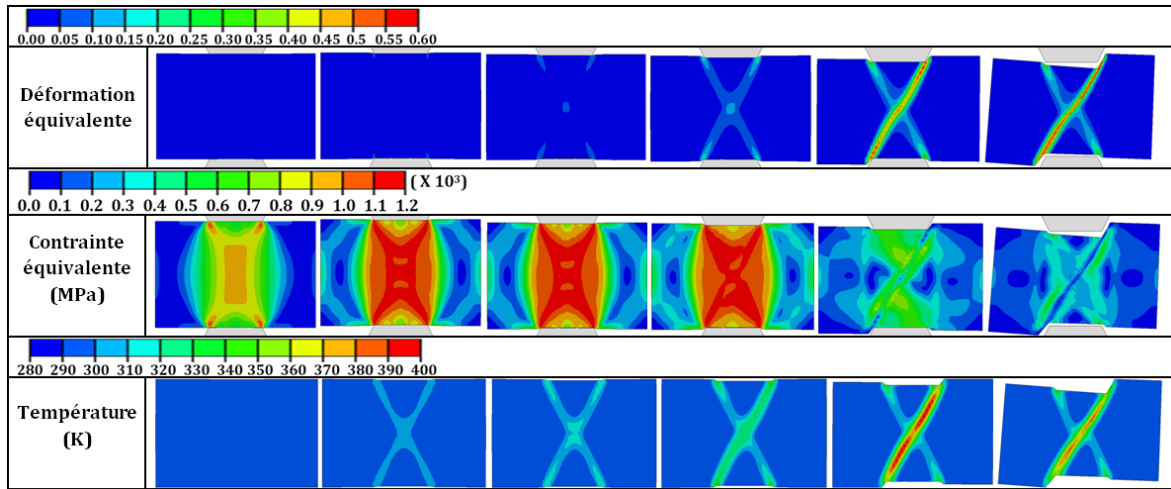 0.00 0.05 0.10 0.15 0.20 0.25 0.30 0.35 0.40 0.45 0.5 0.55 0.60
Déformation
équivalente
(X 10³)
0.0 0.1 0.2 0.3 0.4 0.5 0.6 0.7 0.8 0.9 1.0 1.1 1.2
Contrainte
équivalente
(MPa)
280 290 300 310 320 330 340 350 360 370 380 390 400
Température
(K)